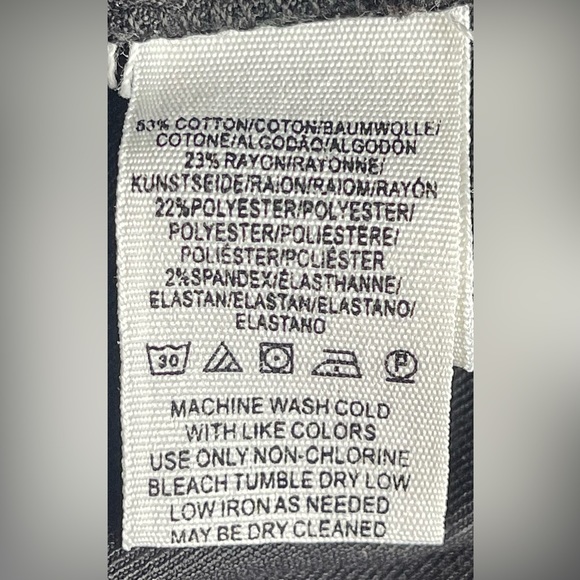 53% COTTON/COTON/BAUMWOLLE/
COTONE/ALGODÃO/ALGODÓN
23% RAYON/RAYONNE/
KUNSTSEIDE/RAION/RAIOM/RAYÓN
22%POLYESTER/POLYESTER/
POLYESTER/POLIESTERE/
POLIÉSTER/POLIÉSTER
2%SPANDEX/ÉLASTHANNE/
ELASTAN/ELASTAN/ELASTANO/
ELASTANO
30 P
MACHINE WASH COLD
WITH LIKE COLORS
USE ONLY NON-CHLORINE
BLEACH TUMBLE DRY LOW
LOW IRON AS NEEDED
MAY BE DRY CLEANED